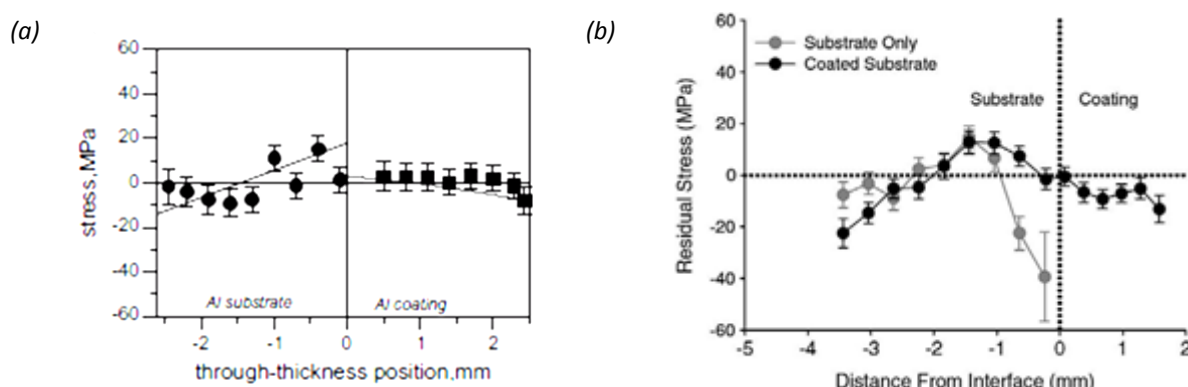 (a)
60
40
20
0
-20
-40
-60
stress,MPa
Al substrate
Al coating
-2
-1
0
1
2
through-thickness position,mm
(b)
60
40
20
0
-20
-40
-60
Residual Stress (MPa)
Substrate Only
Coated Substrate
Substrate
Coating
-5
-4
-3
-2
-1
0
1
2
Distance From Interface (mm)